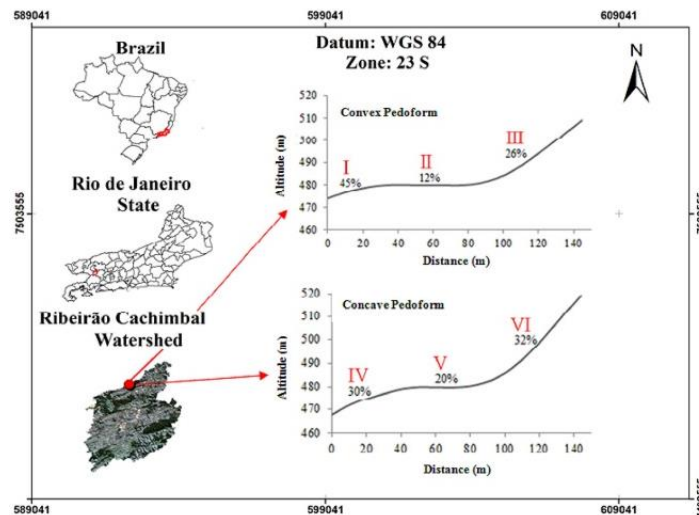 589041
599041
609041
Brazil
Datum: WGS 84
Zone: 23 S
N
Rio de Janeiro
State
Ribeirão Cachimbal
Watershed
7503555
Convex Pedoform
Altitude (m)
520
510
500
490
480
470
460
I
45%
II
12%
III
26%
0 20 40 60 80 100 120 140
Distance (m)
Concave Pedoform
Altitude (m)
520
510
500
490
480
470
460
IV
30%
V
20%
VI
32%
0 20 40 60 80 100 120 140
Distance (m)
589041
599041
609041